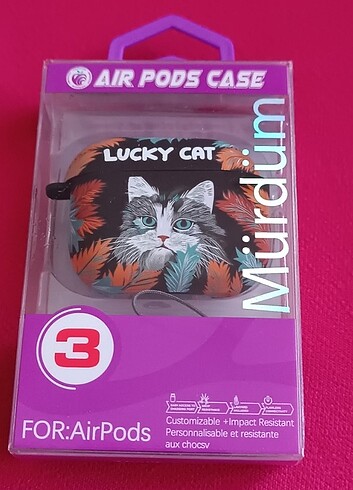 AIR PODS CASE
LUCKY CAT
Mürdüm
3
Customizable +Impact Resistant
Personnalisable et resistante
aux chocsv
FOR:AirPods